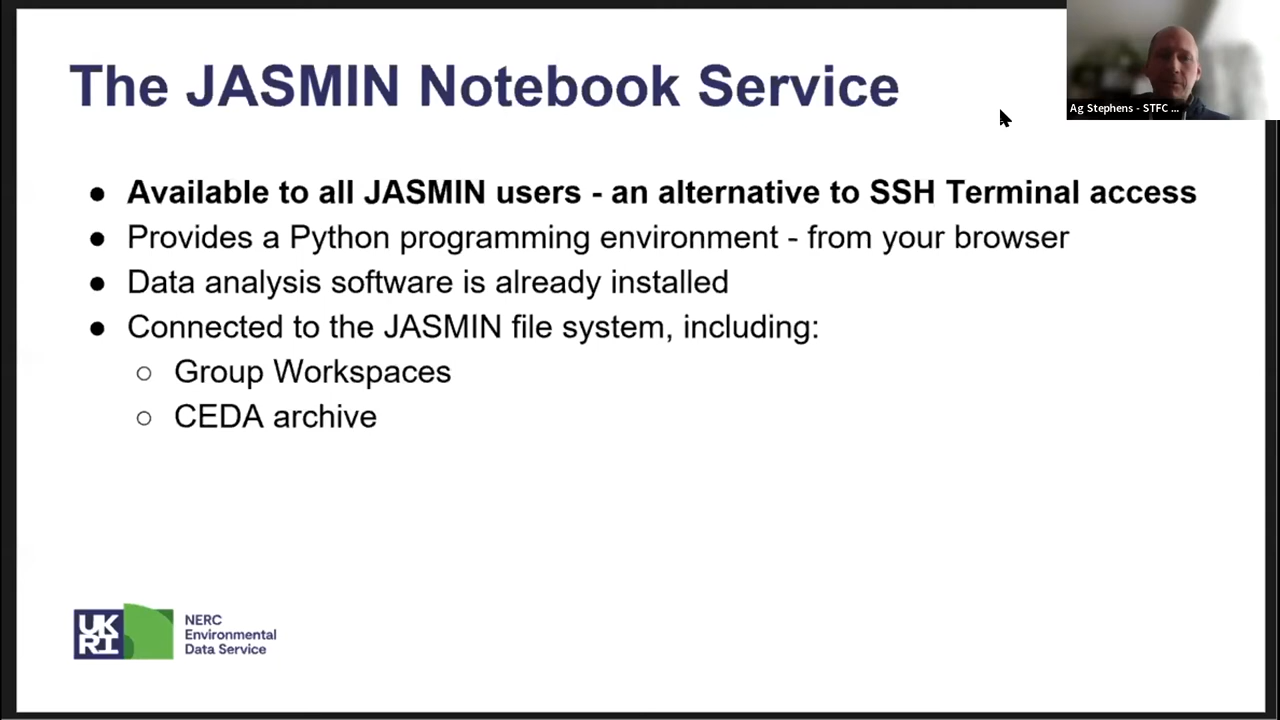 The JASMIN Notebook Service
Ag Stephens - STFC ...
● Available to all JASMIN users - an alternative to SSH Terminal access
● Provides a Python programming environment - from your browser
● Data analysis software is already installed
● Connected to the JASMIN file system, including:
○ Group Workspaces
○ CEDA archive
UK
RI
NERC
Environmental
Data Service